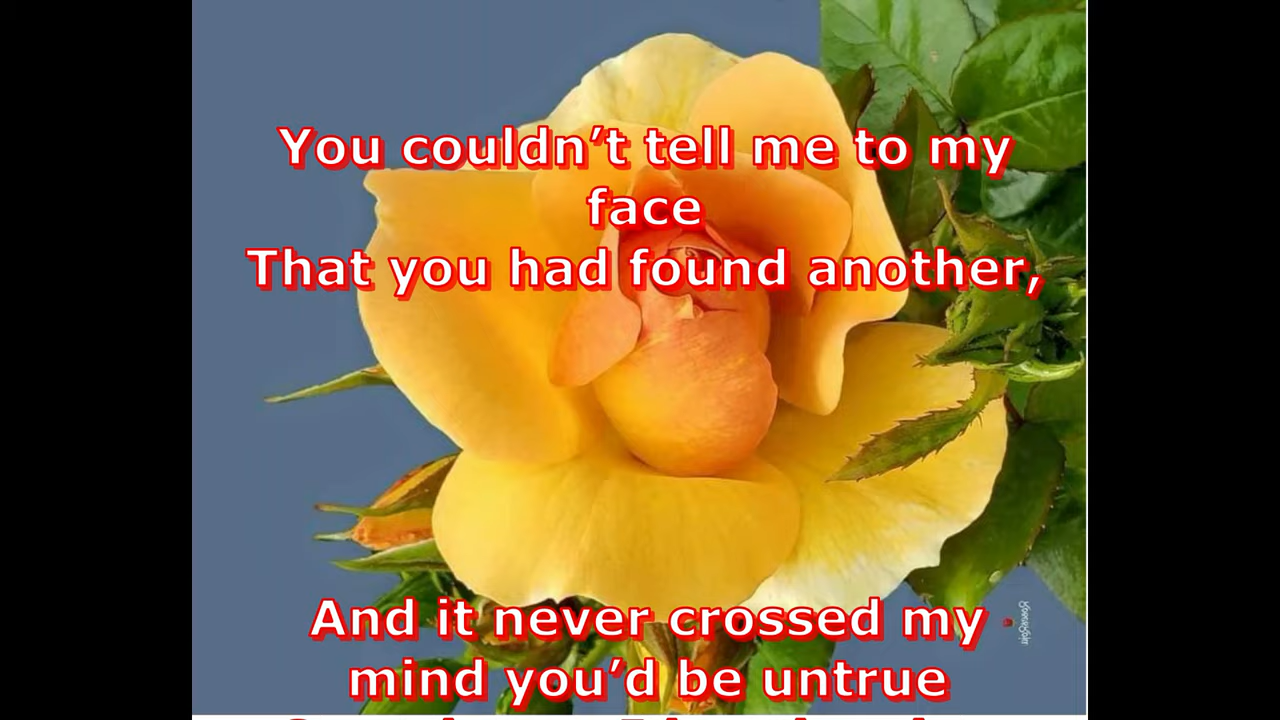 You couldn’t tell me to my
face
That you had found another,
And it never crossed my
mind you’d be untrue